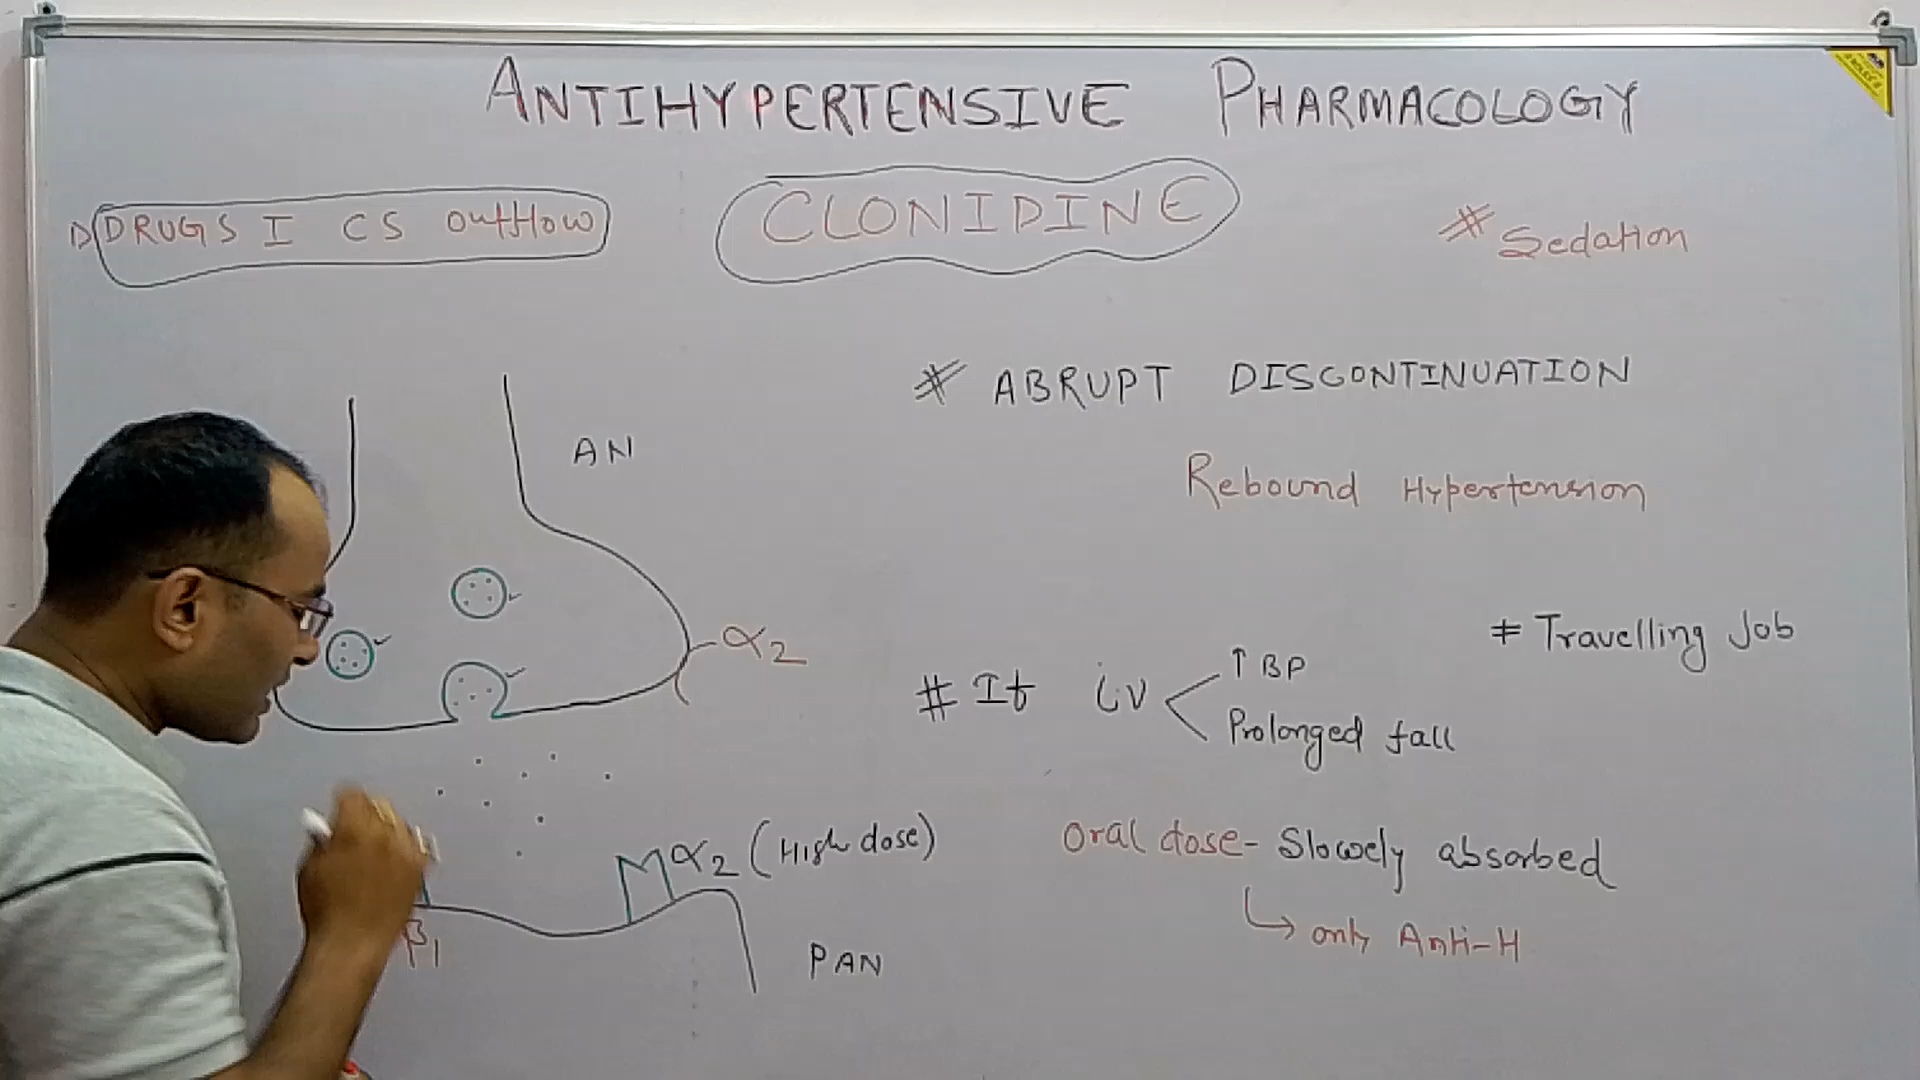 ANTIHYPERTENSIVE PHARMACOLOGY
DRUGS I CS Outflow
CLONIDINE
# Sedation
# ABRUPT DISCONTINUATION
Rebound Hypertension
AN
α2
# If iv
↑ BP
Prolonged fall
# Travelling Job
α2 (High dose)
Oral dose - Slowly absorbed
↳ only Anti-H
β1
PAN